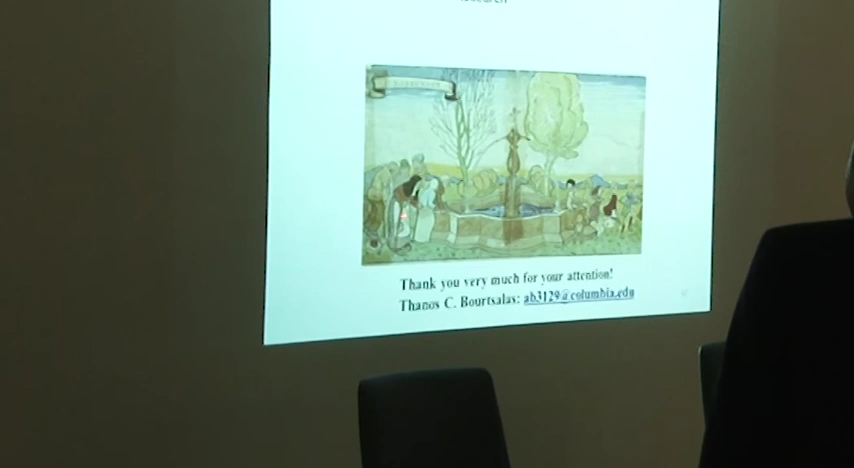 Thank you very much for your attention!
Thanos C. Bourtsalas: ab3129@columbia.edu